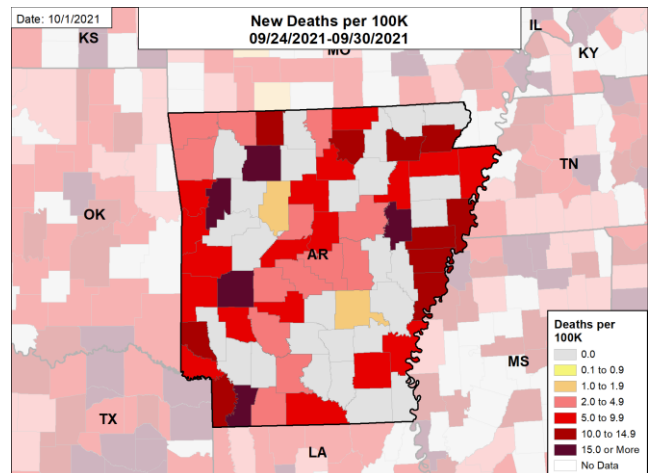 Date: 10/1/2021
New Deaths per 100K
09/24/2021-09/30/2021
KS
MO
IL
KY
TN
OK
AR
MS
TX
LA
Deaths per
100K
0.0
0.1 to 0.9
1.0 to 1.9
2.0 to 4.9
5.0 to 9.9
10.0 to 14.9
15.0 or More
No Data